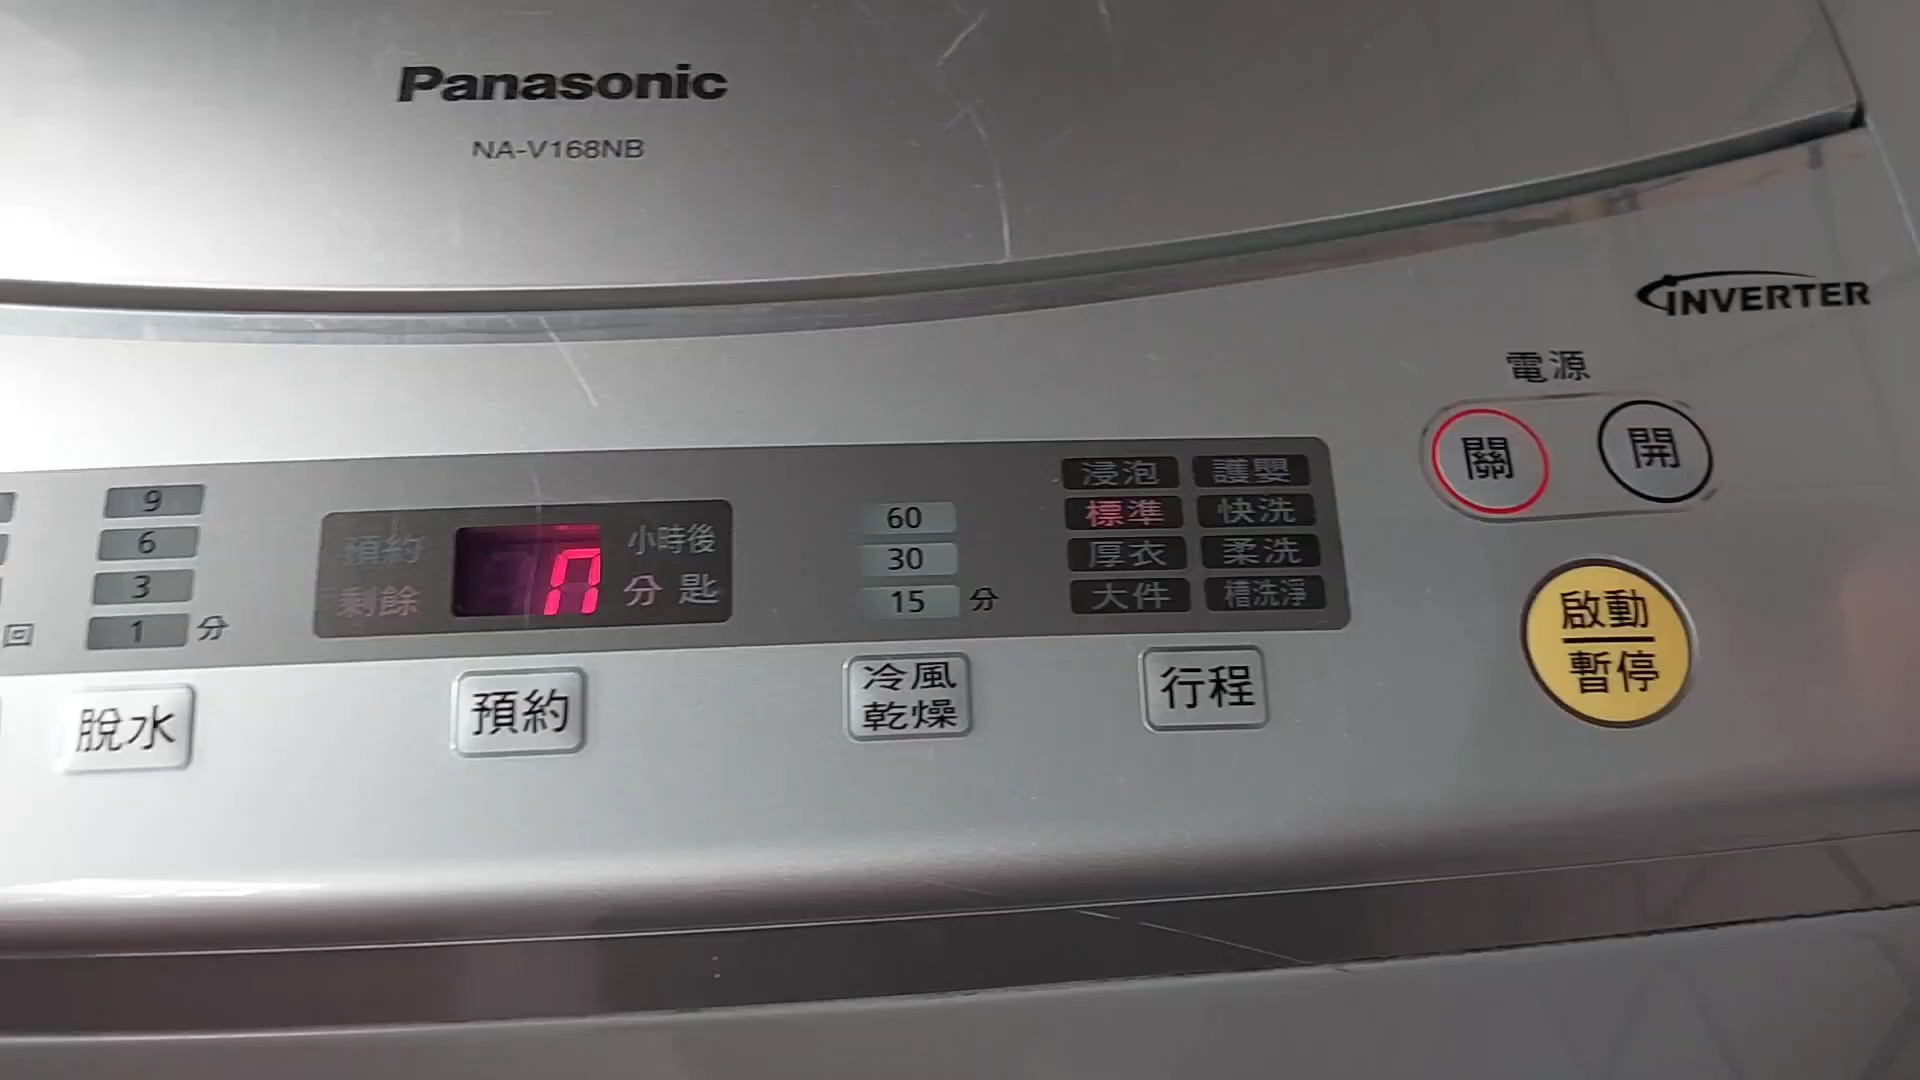 Panasonic
NA-V168NB
INVERTER
電源
關 開
9
6
3
1 分
回
預約
剩餘
小時後
分 匙
60
30
15 分
浸泡 護嬰
標準 快洗
厚衣 柔洗
大件 槽洗淨
啟動
暫停
脫水
預約
冷風
乾燥
行程